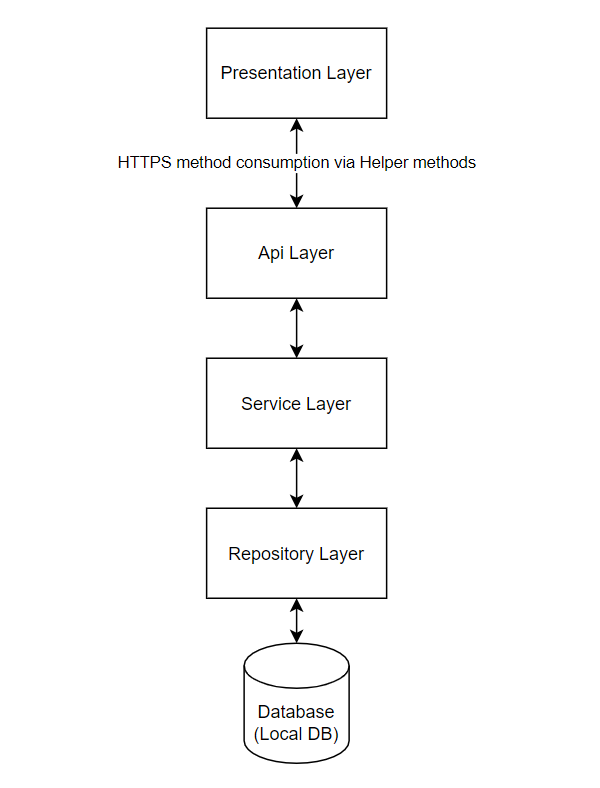 Presentation Layer
HTTPS method consumption via Helper methods
Api Layer
Service Layer
Repository Layer
Database
(Local DB)